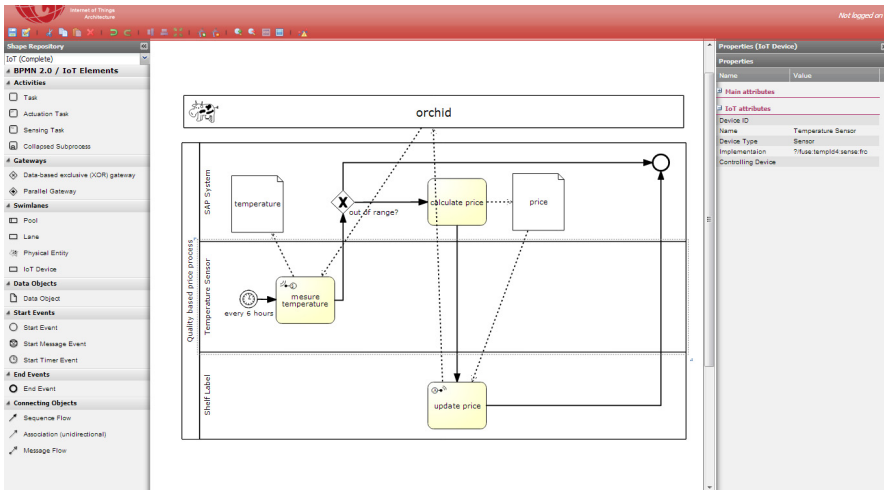 Internet of Things
Architecture
Not logged on
Shape Repository
IoT (Complete)
BPMN 2.0 / IoT Elements
Activities
Task
Actuation Task
Sensing Task
Collapsed Subprocess
Gateways
Data-based exclusive (XOR) gateway
Parallel Gateway
Swimlanes
Pool
Lane
Physical Entity
IoT Device
Data Objects
Data Object
Start Events
Start Event
Start Message Event
Start Timer Event
End Events
End Event
Connecting Objects
Sequence Flow
Association (unidirectional)
Message Flow
orchid
Quality based price process
SAP System
temperature
X
out of range?
calculate price
price
Temperature Sensor
every 6 hours
mesure
temperature
Shelf Label
update price
Properties (IoT Device)
Properties
Name Value
Main attributes
IoT attributes
Device ID
Name Temperature Sensor
Device Type Sensor
Implementaion ?/fuse:templd4:sense:frc
Controlling Device